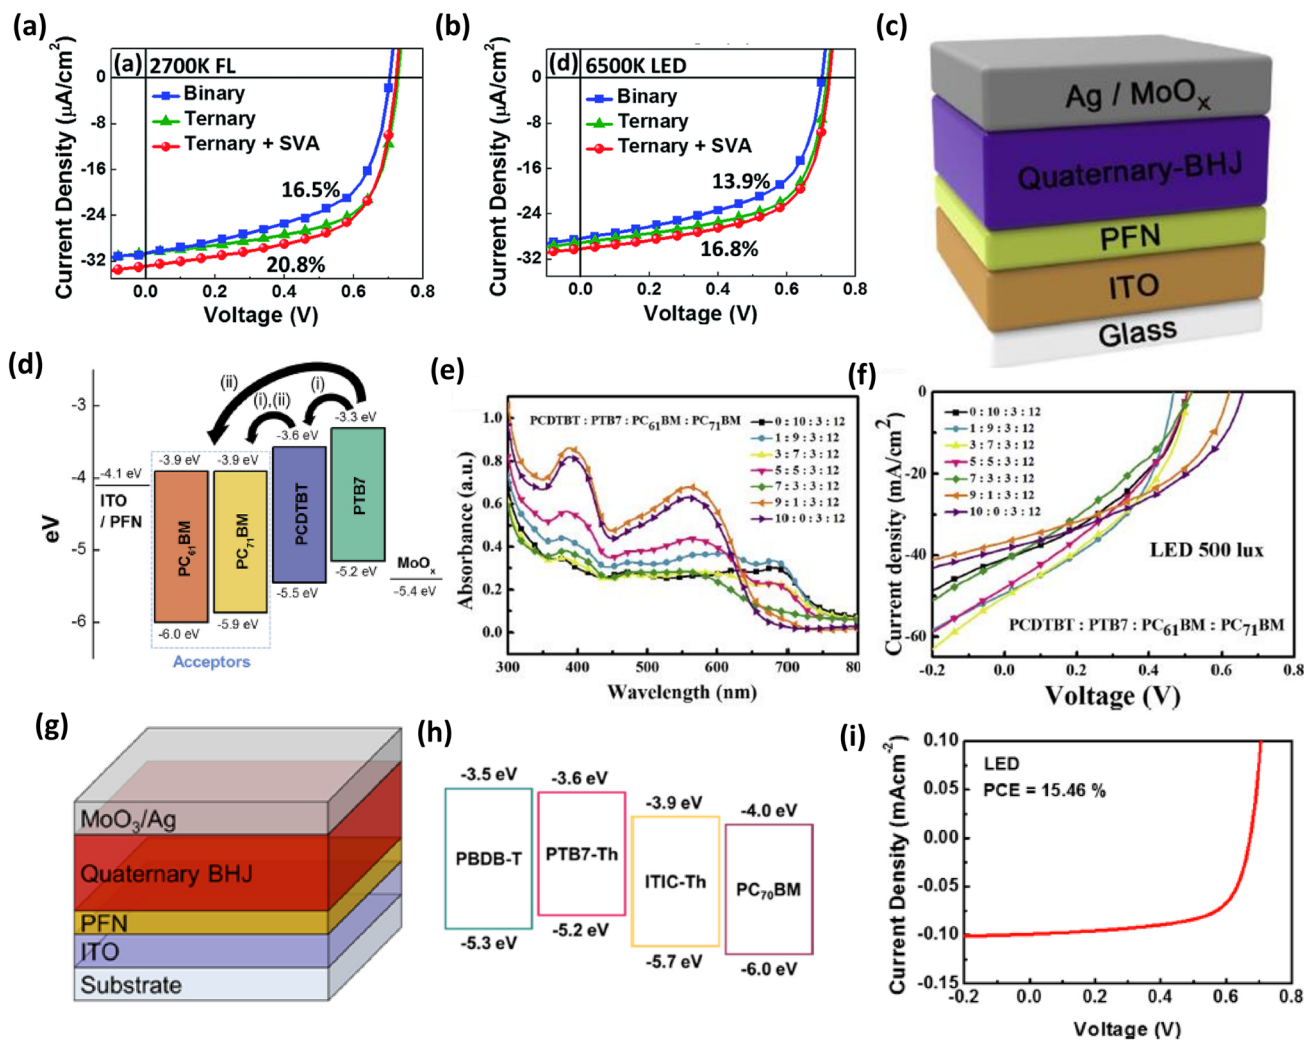 (a)
(a) 2700K FL
Binary
Ternary
Ternary + SVA
16.5%
20.8%
0
-8
-16
-24
-32
0.0 0.2 0.4 0.6 0.8
Current Density (μA/cm²)
Voltage (V)
(b)
(d) 6500K LED
Binary
Ternary
Ternary + SVA
13.9%
16.8%
0
-8
-16
-24
-32
0.0 0.2 0.4 0.6 0.8
Current Density (μA/cm²)
Voltage (V)
(c)
Ag / MoOₓ
Quaternary-BHJ
PFN
ITO
Glass
(d)
eV
-3
-4
-5
-6
(ii)
(i)
(i),(ii)
-3.3 eV
-3.6 eV
-3.9 eV
-3.9 eV
-4.1 eV
ITO
/ PFN
PC₆₁BM
PC₇₁BM
PCDTBT
PTB7
-5.2 eV
MoOₓ
-5.4 eV
-5.5 eV
-5.9 eV
-6.0 eV
Acceptors
(e)
PCDTBT : PTB7 : PC₆₁BM : PC₇₁BM
0 : 10 : 3 : 12
1 : 9 : 3 : 12
3 : 7 : 3 : 12
5 : 5 : 3 : 12
7 : 3 : 3 : 12
9 : 1 : 3 : 12
10 : 0 : 3 : 12
1.0
0.8
0.6
0.4
0.2
0.0
300 400 500 600 700 80
Absorbance (a.u.)
Wavelength (nm)
(f)
0 : 10 : 3 : 12
1 : 9 : 3 : 12
3 : 7 : 3 : 12
5 : 5 : 3 : 12
7 : 3 : 3 : 12
9 : 1 : 3 : 12
10 : 0 : 3 : 12
LED 500 lux
PCDTBT : PTB7 : PC₆₁BM : PC₇₁BM
0
-20
-40
-60
-0.2 0.0 0.2 0.4 0.6 0.8
Current density (mA/cm²)
Voltage (V)
(g)
MoO₃/Ag
Quaternary BHJ
PFN
ITO
Substrate
(h)
-3.5 eV
-3.6 eV
-3.9 eV
-4.0 eV
PBDB-T
PTB7-Th
ITIC-Th
PC₇₀BM
-5.3 eV
-5.2 eV
-5.7 eV
-6.0 eV
(i)
LED
PCE = 15.46 %
0.10
0.05
0.00
-0.05
-0.10
-0.15
-0.2 0.0 0.2 0.4 0.6 0.8
Current Density (mAcm⁻²)
Voltage (V)